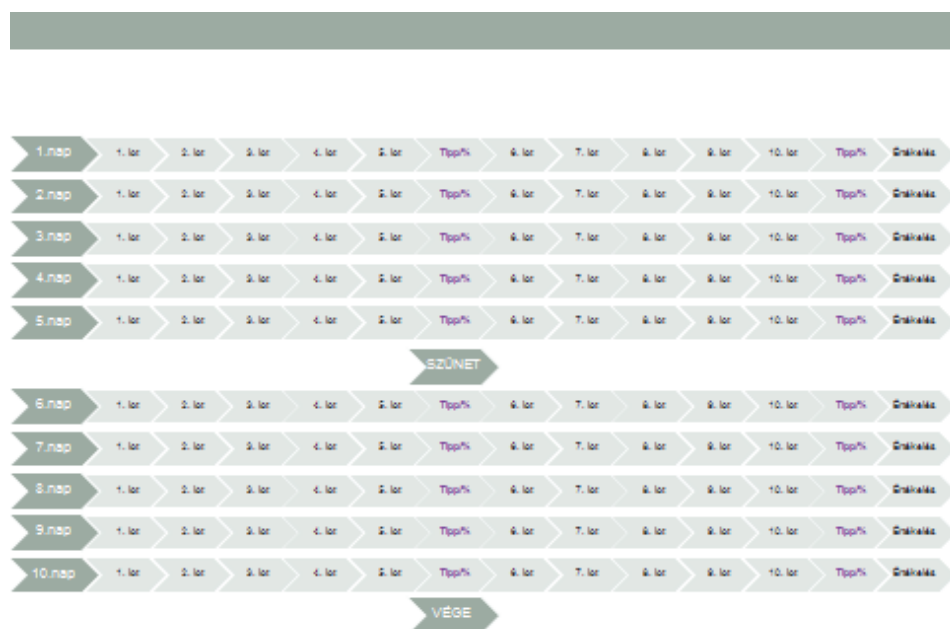 1.nap 1. kör 2. kör 3. kör 4. kör 5. kör Tipp/% 6. kör 7. kör 8. kör 9. kör 10. kör Tipp/% Értékelés
2.nap 1. kör 2. kör 3. kör 4. kör 5. kör Tipp/% 6. kör 7. kör 8. kör 9. kör 10. kör Tipp/% Értékelés
3.nap 1. kör 2. kör 3. kör 4. kör 5. kör Tipp/% 6. kör 7. kör 8. kör 9. kör 10. kör Tipp/% Értékelés
4.nap 1. kör 2. kör 3. kör 4. kör 5. kör Tipp/% 6. kör 7. kör 8. kör 9. kör 10. kör Tipp/% Értékelés
5.nap 1. kör 2. kör 3. kör 4. kör 5. kör Tipp/% 6. kör 7. kör 8. kör 9. kör 10. kör Tipp/% Értékelés
SZÜNET
6.nap 1. kör 2. kör 3. kör 4. kör 5. kör Tipp/% 6. kör 7. kör 8. kör 9. kör 10. kör Tipp/% Értékelés
7.nap 1. kör 2. kör 3. kör 4. kör 5. kör Tipp/% 6. kör 7. kör 8. kör 9. kör 10. kör Tipp/% Értékelés
8.nap 1. kör 2. kör 3. kör 4. kör 5. kör Tipp/% 6. kör 7. kör 8. kör 9. kör 10. kör Tipp/% Értékelés
9.nap 1. kör 2. kör 3. kör 4. kör 5. kör Tipp/% 6. kör 7. kör 8. kör 9. kör 10. kör Tipp/% Értékelés
10.nap 1. kör 2. kör 3. kör 4. kör 5. kör Tipp/% 6. kör 7. kör 8. kör 9. kör 10. kör Tipp/% Értékelés
VÉGE